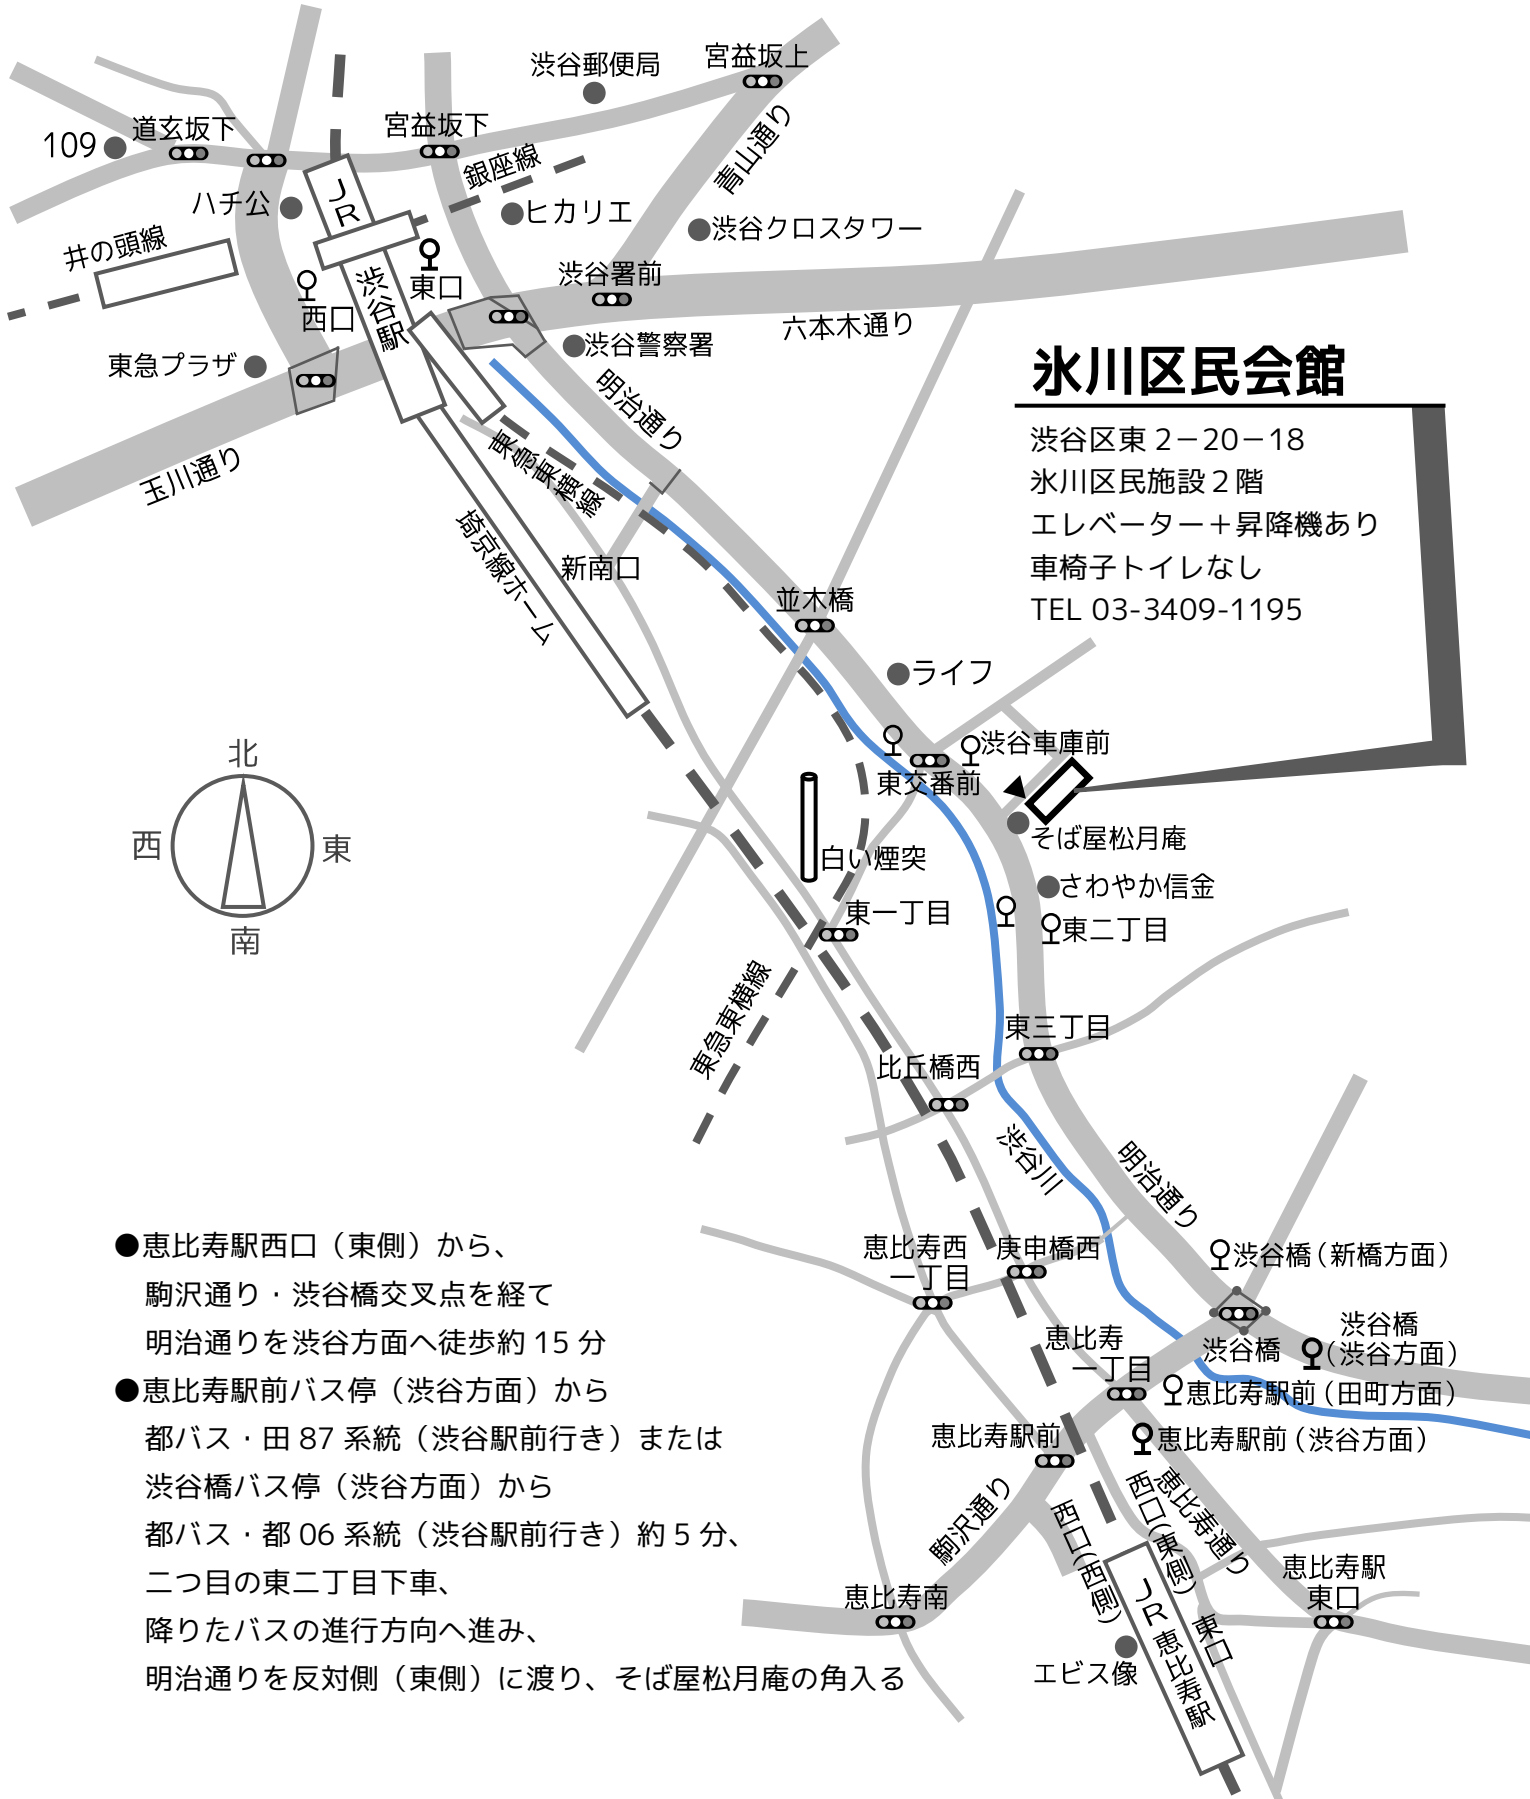 渋谷郵便局
宮益坂上
109
道玄坂下
宮益坂下
銀座線
青山通り
ハチ公
JR
ヒカリエ
渋谷クロスタワー
井の頭線
東口
西口
渋谷駅
渋谷署前
六本木通り
渋谷警察署
東急プラザ
明治通り
玉川通り
東急東横線
埼京線ホーム
新南口
氷川区民会館
渋谷区東2−20−18
氷川区民施設2階
エレベーター＋昇降機あり
車椅子トイレなし
TEL 03-3409-1195
並木橋
ライフ
渋谷車庫前
東交番前
そば屋松月庵
白い煙突
さわやか信金
東一丁目
東二丁目
北
西
東
南
東急東横線
東三丁目
比丘橋西
渋谷川
明治通り
恵比寿西
一丁目
庚申橋西
渋谷橋（新橋方面）
渋谷橋
渋谷橋
（渋谷方面）
恵比寿
一丁目
恵比寿駅前（田町方面）
恵比寿駅前
恵比寿駅前（渋谷方面）
駒沢通り
西口（西側）
西口（東側）
恵比寿通り
恵比寿駅
東口
恵比寿南
JR恵比寿駅
東口
エビス像
●恵比寿駅西口（東側）から、
駒沢通り・渋谷橋交叉点を経て
明治通りを渋谷方面へ徒歩約15分
●恵比寿駅前バス停（渋谷方面）から
都バス・田87系統（渋谷駅前行き）または
渋谷橋バス停（渋谷方面）から
都バス・都06系統（渋谷駅前行き）約5分、
二つ目の東二丁目下車、
降りたバスの進行方向へ進み、
明治通りを反対側（東側）に渡り、そば屋松月庵の角入る